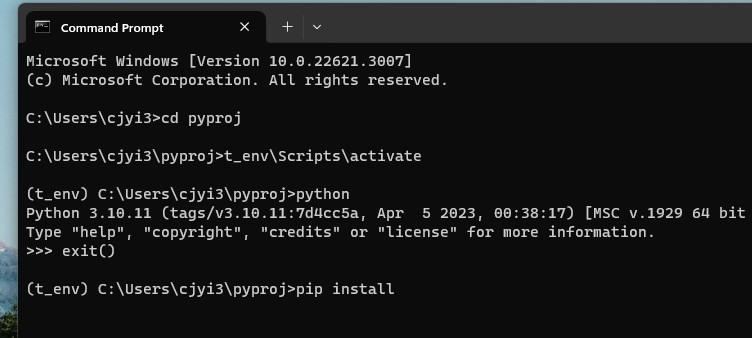 Command Prompt
Microsoft Windows [Version 10.0.22621.3007]
(c) Microsoft Corporation. All rights reserved.
C:\Users\cjyi3>cd pyproj
C:\Users\cjyi3\pyproj>t_env\Scripts\activate
(t_env) C:\Users\cjyi3\pyproj>python
Python 3.10.11 (tags/v3.10.11:7d4cc5a, Apr  5 2023, 00:38:17) [MSC v.1929 64 bit
Type "help", "copyright", "credits" or "license" for more information.
>>> exit()
(t_env) C:\Users\cjyi3\pyproj>pip install